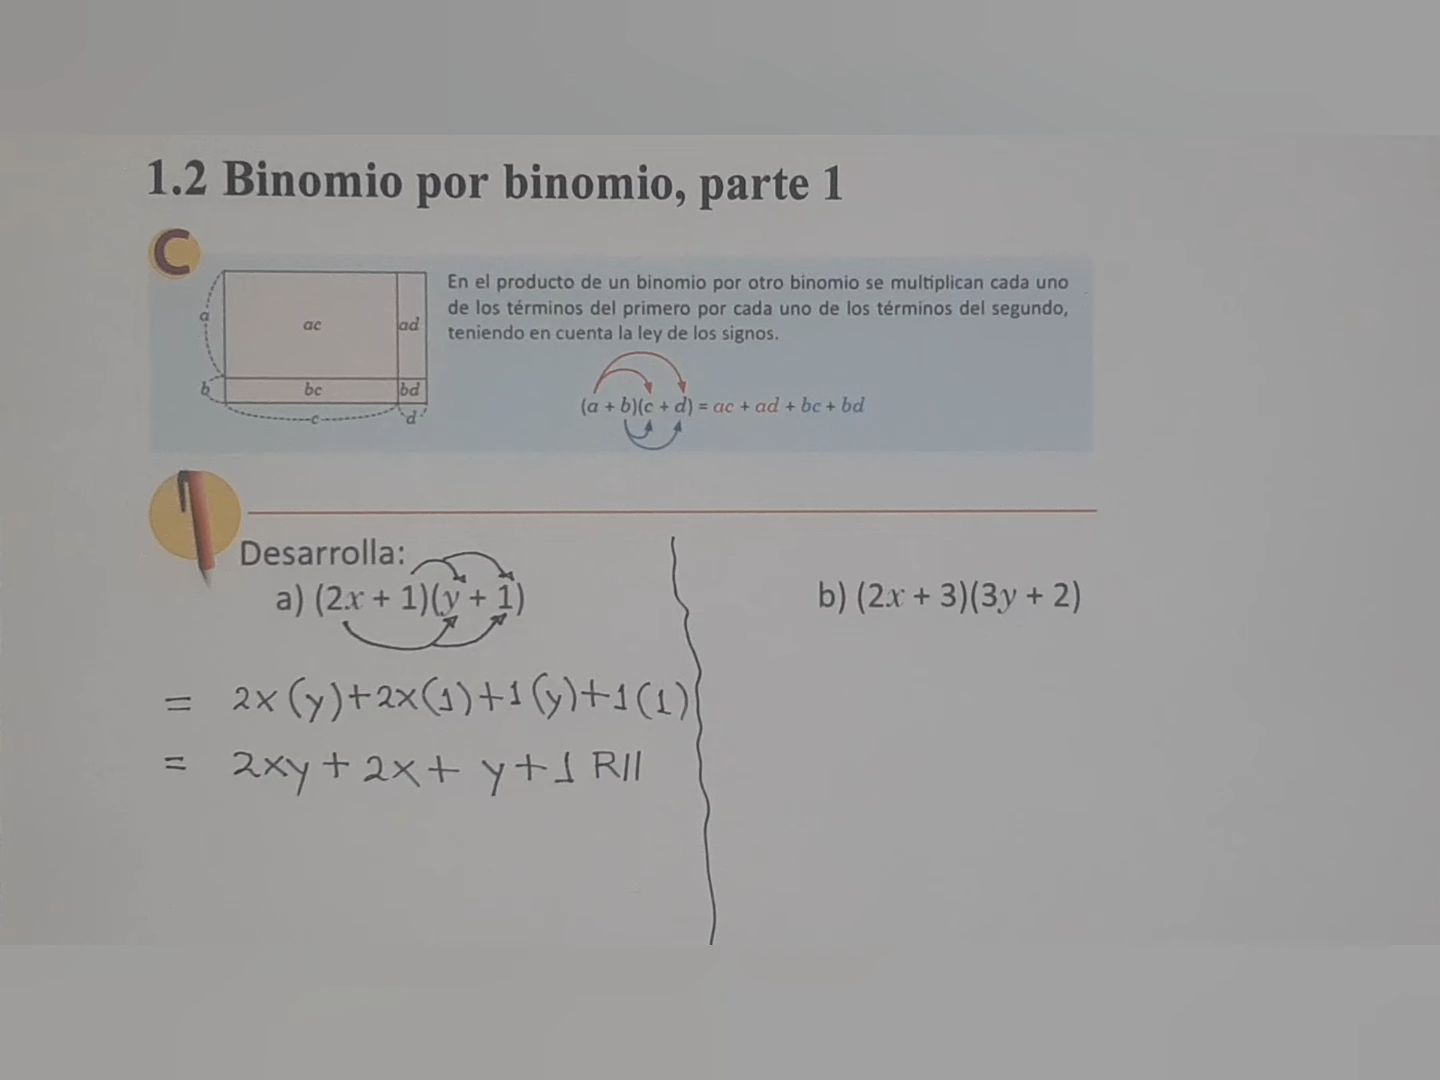 1.2 Binomio por binomio, parte 1
C
En el producto de un binomio por otro binomio se multiplican cada uno
de los términos del primero por cada uno de los términos del segundo,
teniendo en cuenta la ley de los signos.
a
ac
ad
b
bc
bd
c
d
(a + b)(c + d) = ac + ad + bc + bd
Desarrolla:
a) (2x + 1)(y + 1)
= 2x(y)+2x(1)+1(y)+1(1)
= 2xy + 2x + y + 1 R//
b) (2x + 3)(3y + 2)